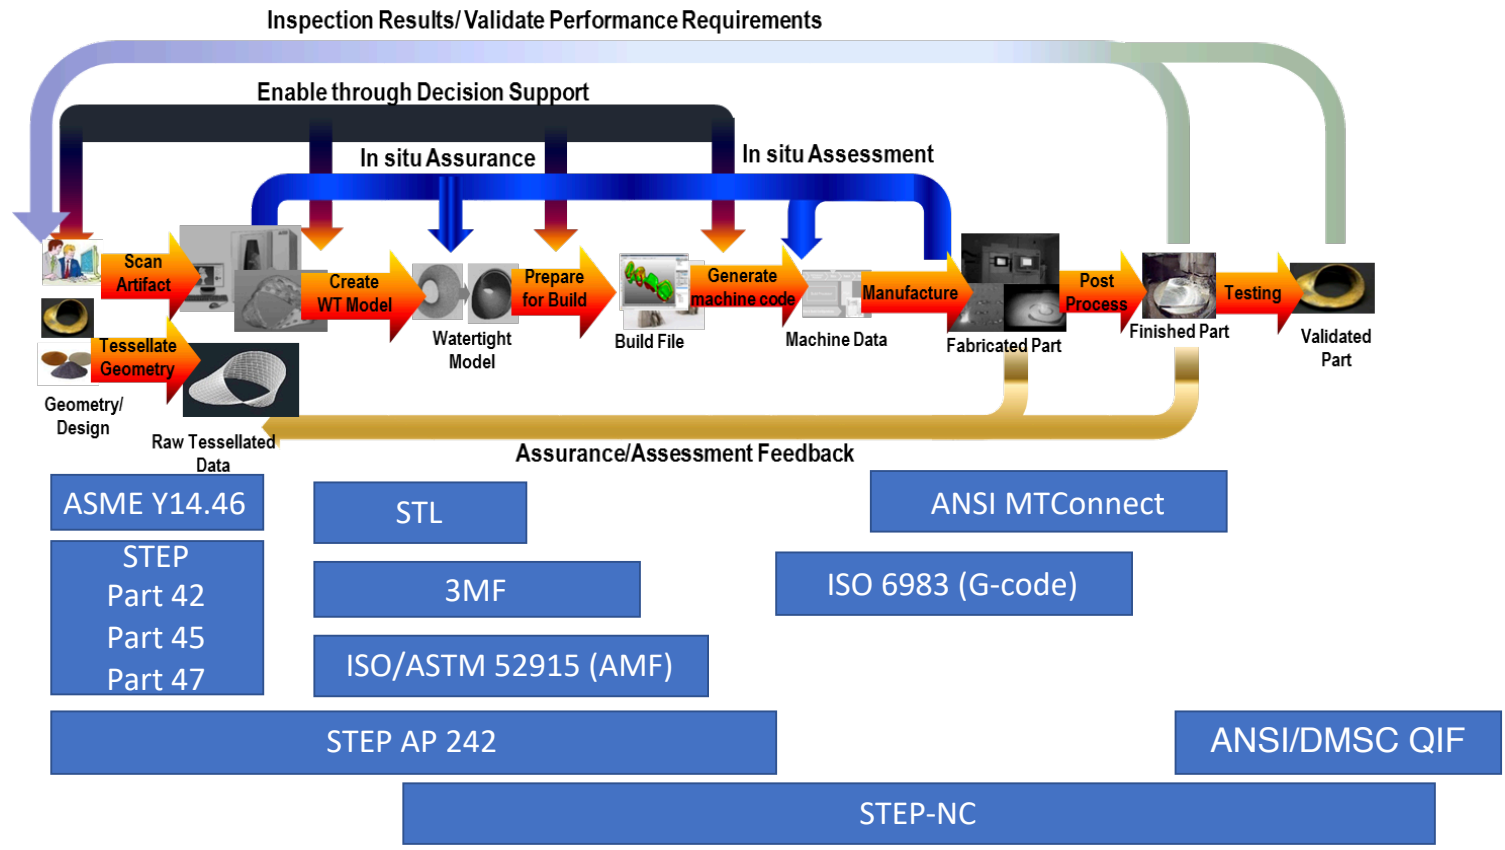 Inspection Results/ Validate Performance Requirements
Enable through Decision Support
In situ Assurance
In situ Assessment
Scan
Artifact
Create
WT Model
Prepare
for Build
Generate
machine code
Manufacture
Post
Process
Testing
Tessellate
Geometry
Geometry/
Design
Raw Tessellated
Data
Watertight
Model
Build File
Machine Data
Fabricated Part
Finished Part
Validated
Part
Assurance/Assessment Feedback
ASME Y14.46
STEP
Part 42
Part 45
Part 47
STL
3MF
ISO/ASTM 52915 (AMF)
STEP AP 242
ANSI MTConnect
ISO 6983 (G-code)
ANSI/DMSC QIF
STEP-NC